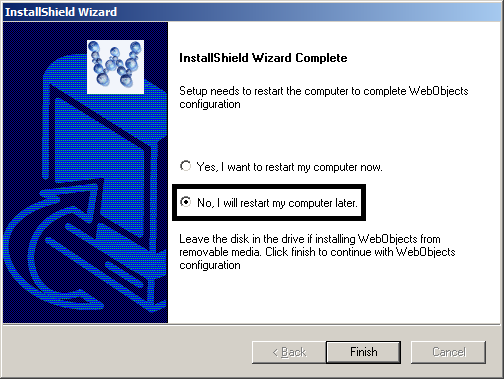 InstallShield Wizard
InstallShield Wizard Complete
Setup needs to restart the computer to complete WebObjects
configuration
Yes, I want to restart my computer now.
No, I will restart my computer later.
Leave the disk in the drive if installing WebObjects from
removable media. Click finish to continue with WebObjects
configuration
< Back Finish Cancel